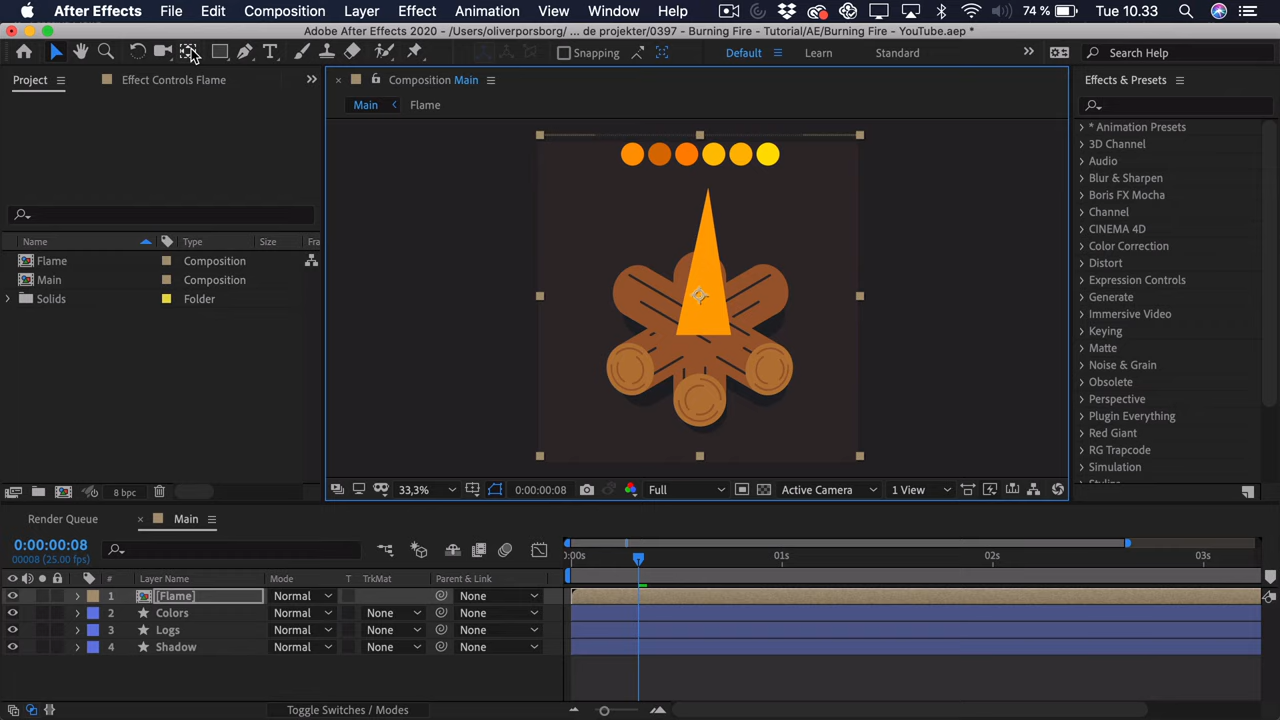 After Effects File Edit Composition Layer Effect Animation View Window Help 74 % Tue 10.33
Adobe After Effects 2020 - /Users/oliverporsborg/ ... de projekter/0397 - Burning Fire - Tutorial/AE/Burning Fire - YouTube.aep *
Snapping Default Learn Standard >> Search Help
Project Effect Controls Flame >>
Composition Main
Effects & Presets
Main Flame
* Animation Presets
3D Channel
Audio
Blur & Sharpen
Boris FX Mocha
Channel
CINEMA 4D
Color Correction
Distort
Expression Controls
Generate
Immersive Video
Keying
Matte
Noise & Grain
Obsolete
Perspective
Plugin Everything
Red Giant
RG Trapcode
Simulation
Name Type Size Fra
Flame Composition
Main Composition
Solids Folder
8 bpc
33,3% 0:00:00:08 Full Active Camera 1 View
Render Queue Main
0:00:00:08
00008 (25.00 fps)
0:00s 01s 02s 03s
# Layer Name Mode T TrkMat Parent & Link
1 [Flame] Normal None
2 Colors Normal None None
3 Logs Normal None None
4 Shadow Normal None None
Toggle Switches / Modes